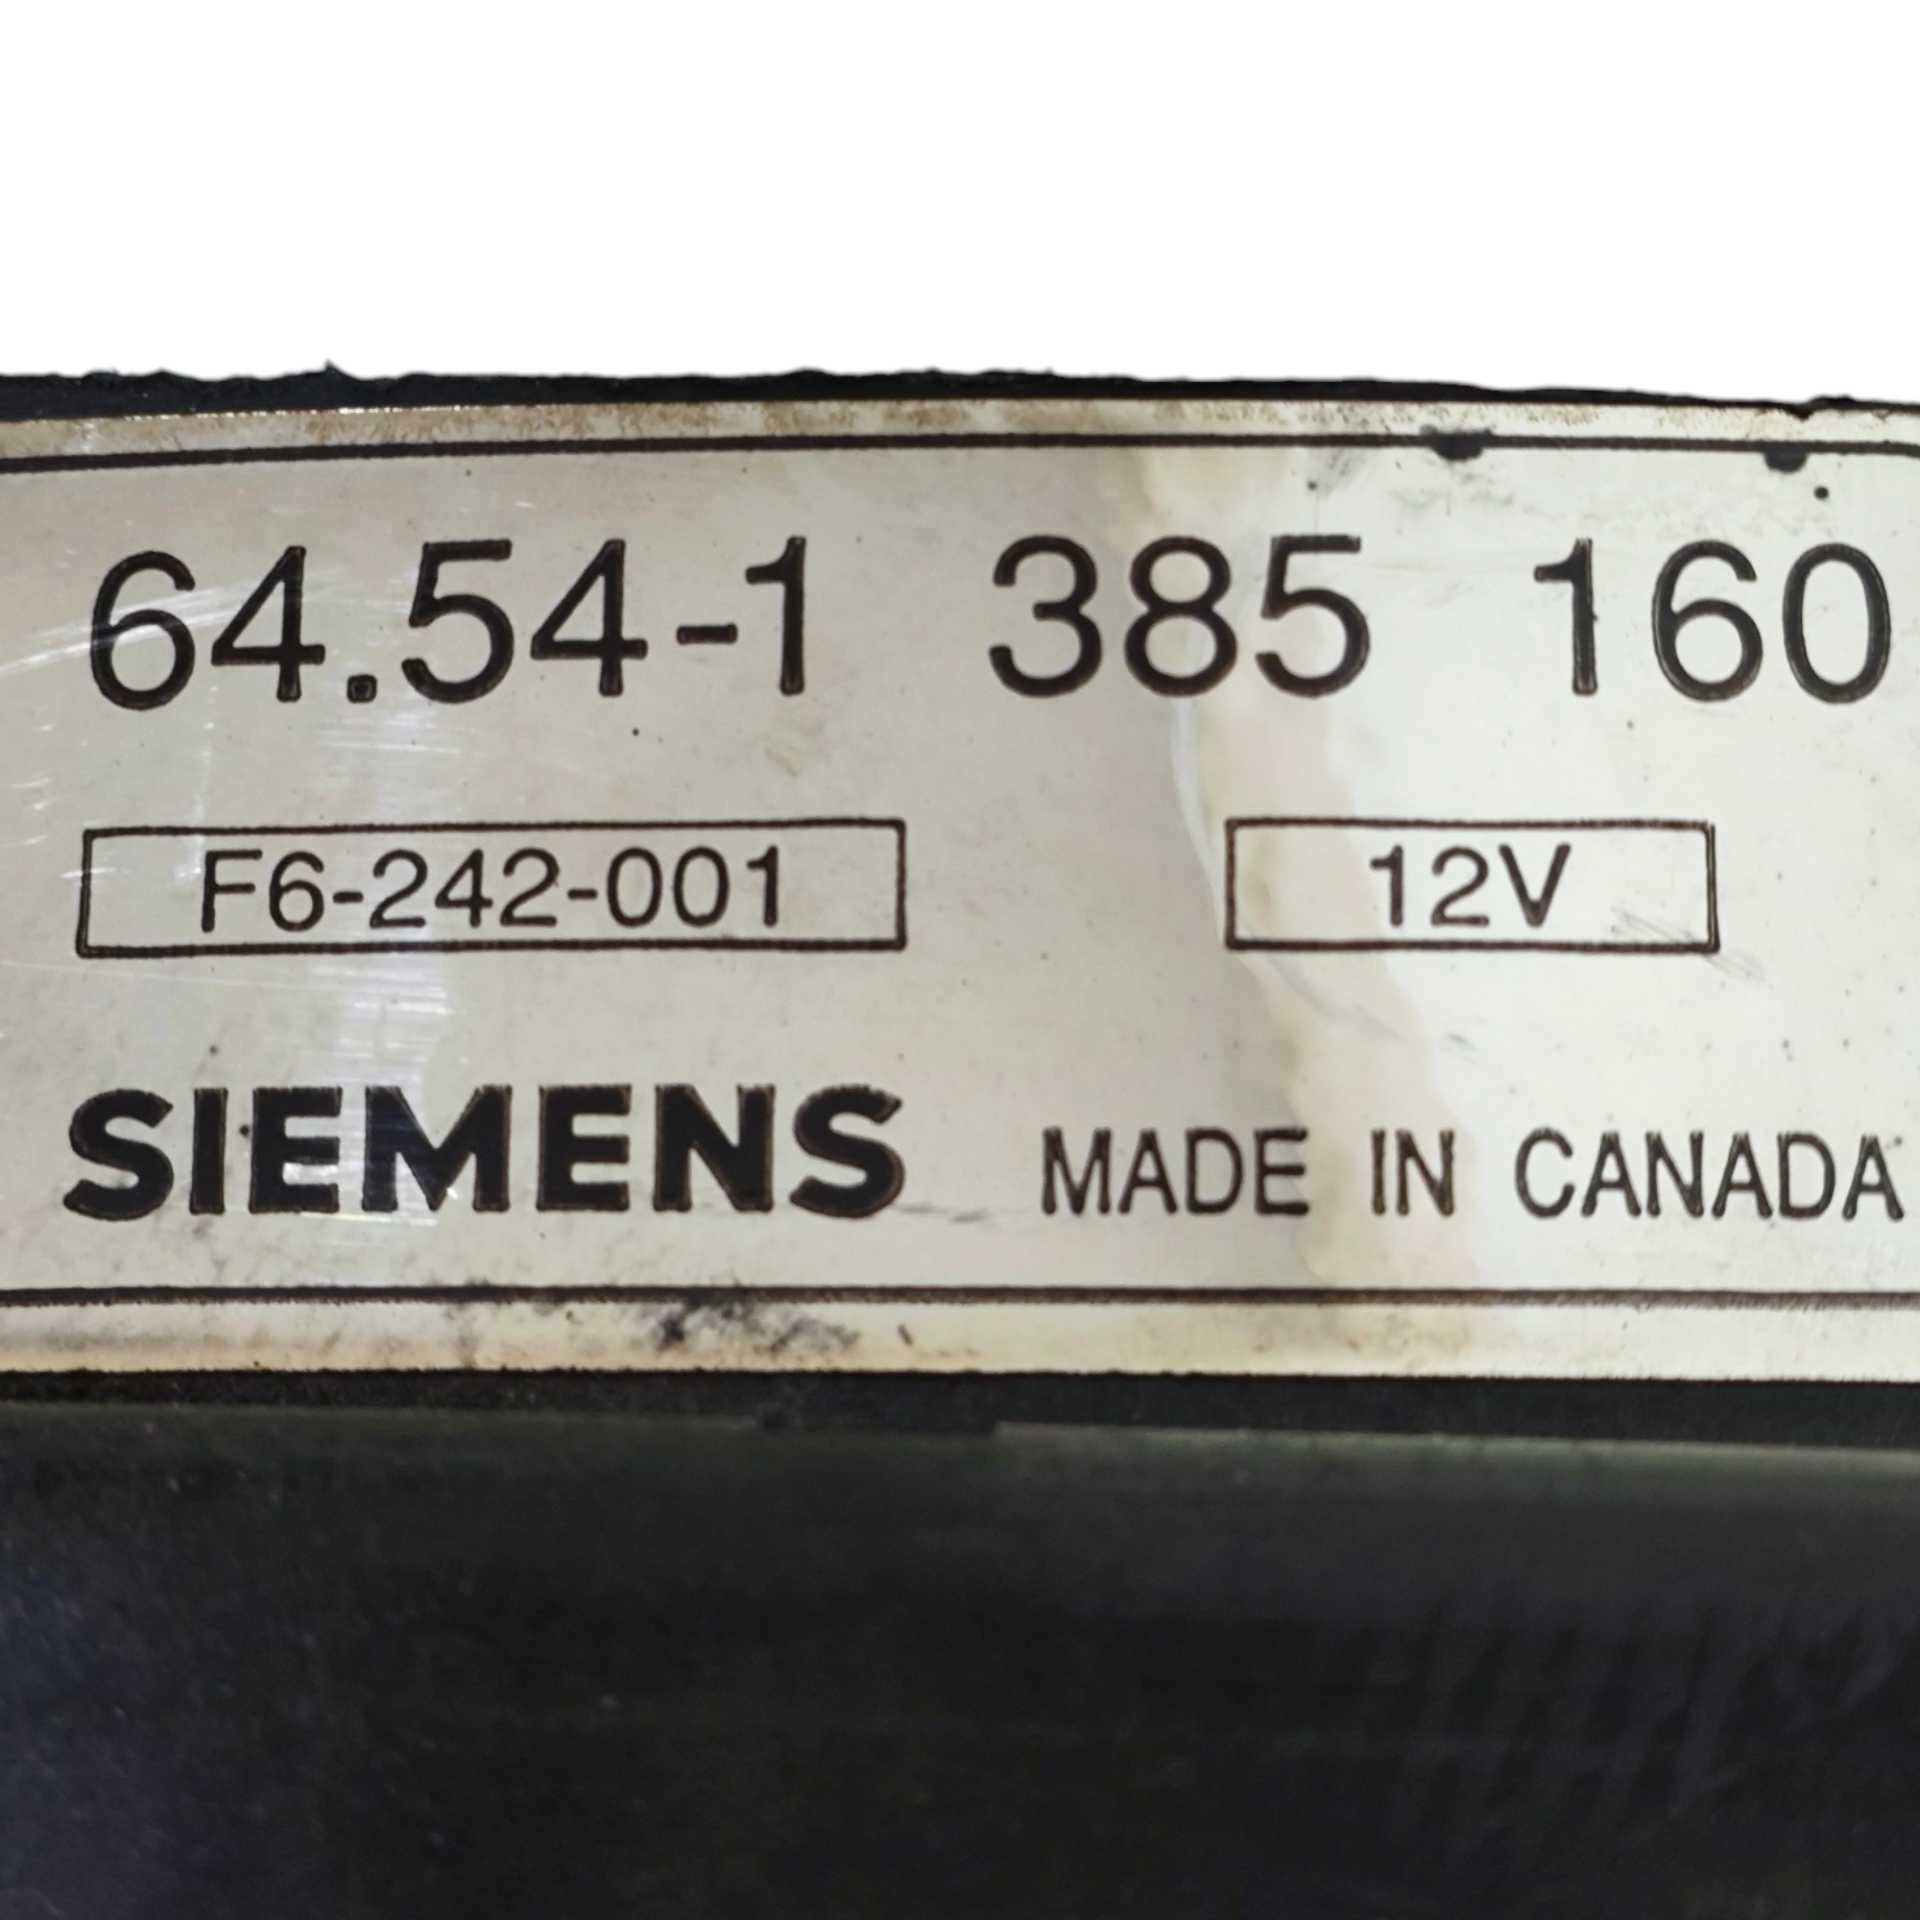 64.54-1 385 160
F6-242-001 12V
SIEMENS MADE IN CANADA